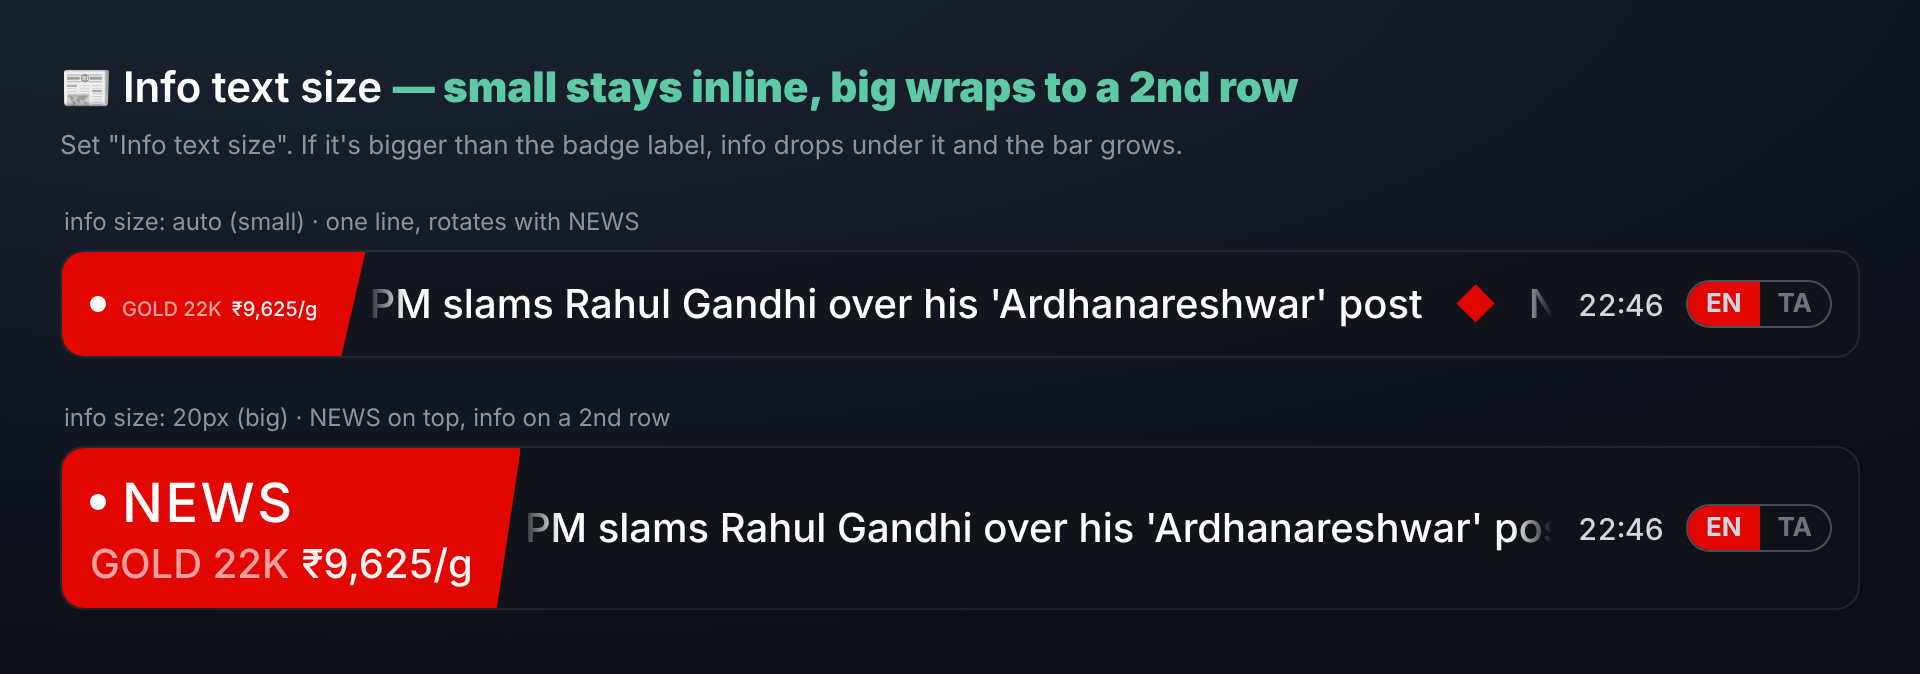 Info text size — small stays inline, big wraps to a 2nd row
Set "Info text size". If it's bigger than the badge label, info drops under it and the bar grows.
info size: auto (small) · one line, rotates with NEWS
GOLD 22K ₹9,625/g PM slams Rahul Gandhi over his 'Ardhanareshwar' post N 22:46 EN TA
info size: 20px (big) · NEWS on top, info on a 2nd row
NEWS
GOLD 22K ₹9,625/g
PM slams Rahul Gandhi over his 'Ardhanareshwar' pos 22:46 EN TA